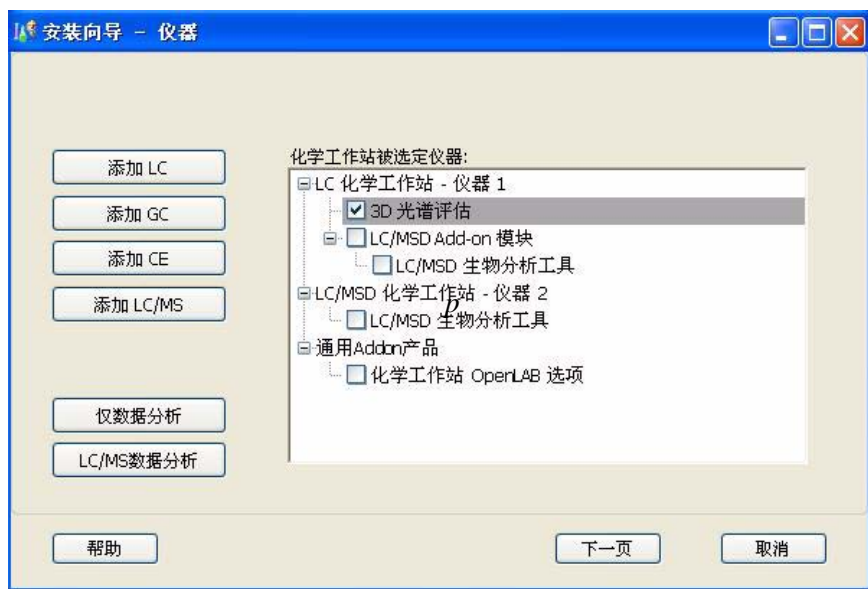 安装向导 - 仪器
添加 LC
添加 GC
添加 CE
添加 LC/MS
仅数据分析
LC/MS数据分析
化学工作站被选定仪器:
LC 化学工作站 - 仪器 1
3D 光谱评估
LC/MSD Add-on 模块
LC/MSD 生物分析工具
LC/MSD 化学工作站 - 仪器 2
p
LC/MSD 生物分析工具
通用Addon产品
化学工作站 OpenLAB 选项
帮助
下一页
取消